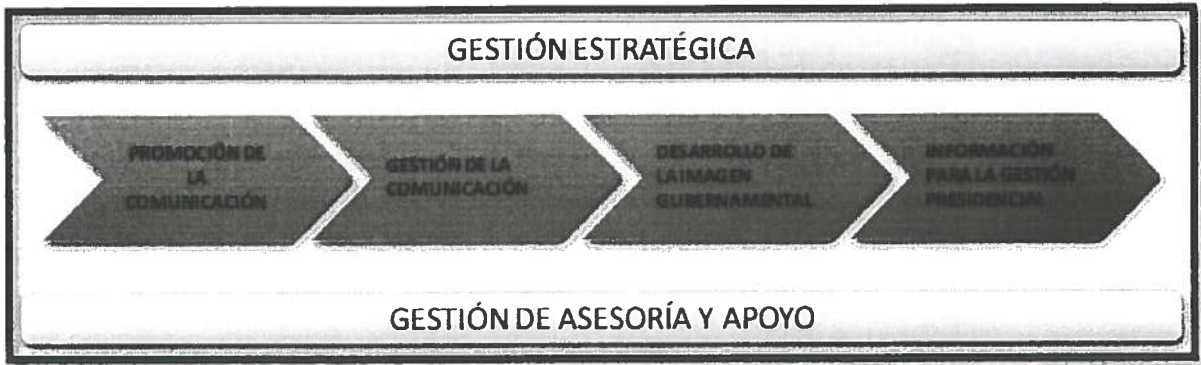 GESTIÓN ESTRATÉGICA
PROMOCIÓN DE
LA
COMUNICACIÓN
GESTIÓN DE LA
COMUNICACIÓN
DESARROLLO DE
LA IMAGEN
GUBERNAMENTAL
INFORMACIÓN
PARA LA GESTIÓN
PRESIDENCIAL
GESTIÓN DE ASESORÍA Y APOYO